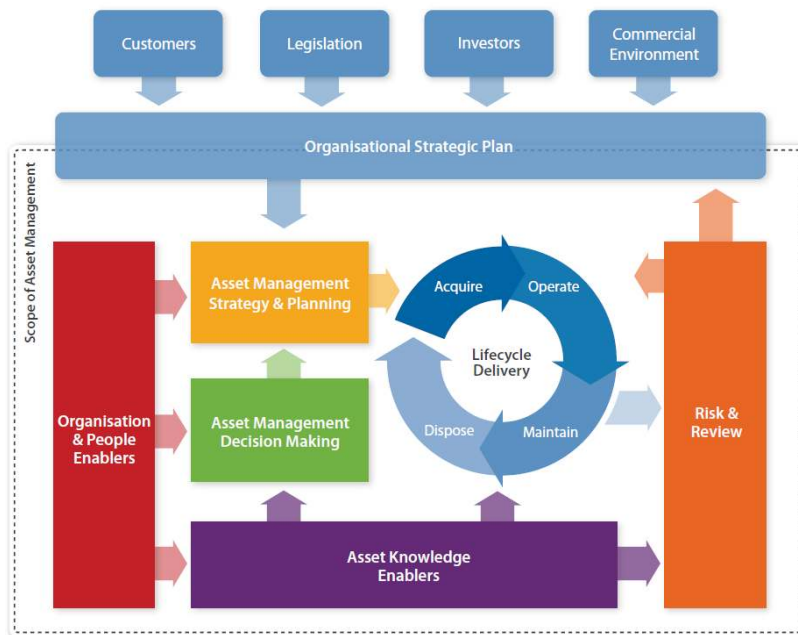 Customers
Legislation
Investors
Commercial
Environment
Organisational Strategic Plan
Scope of Asset Management
Asset Management
Strategy & Planning
Acquire
Operate
Lifecycle
Delivery
Organisation
& People
Enablers
Asset Management
Decision Making
Dispose
Maintain
Risk &
Review
Asset Knowledge
Enablers